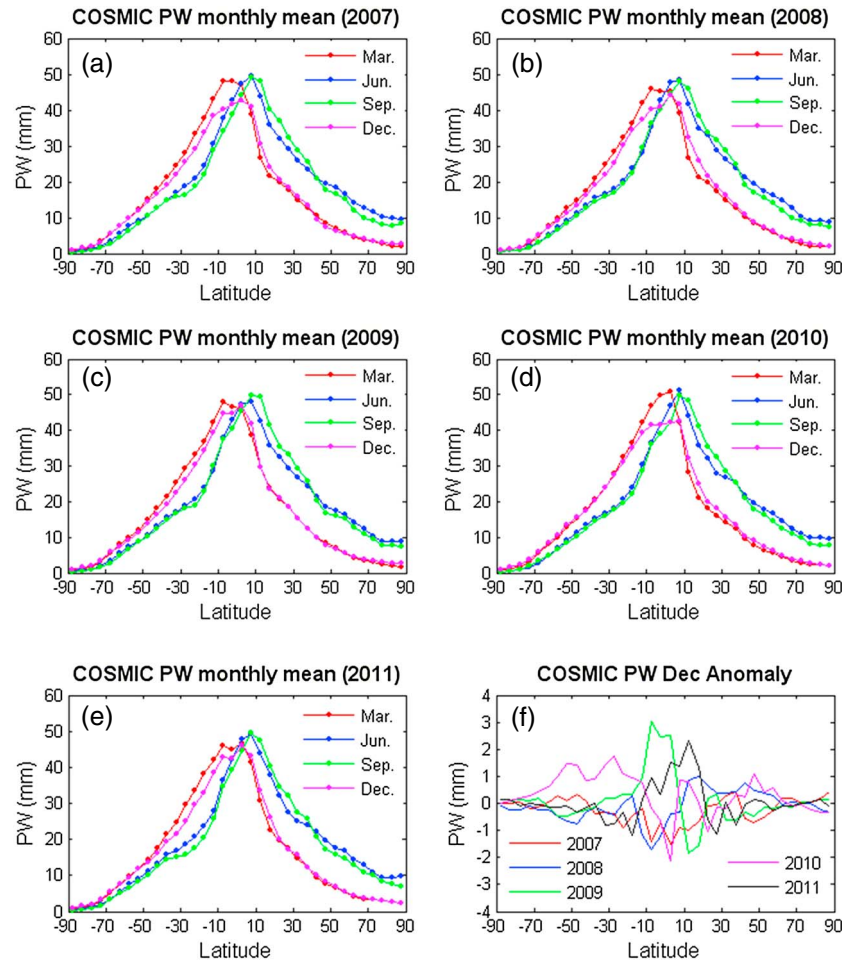 COSMIC PW monthly mean (2007)
(a)
Mar.
Jun.
Sep.
Dec.
PW (mm)
60
50
40
30
20
10
0
-90 -70 -50 -30 -10 10 30 50 70 90
Latitude
COSMIC PW monthly mean (2008)
(b)
Mar.
Jun.
Sep.
Dec.
PW (mm)
60
50
40
30
20
10
0
-90 -70 -50 -30 -10 10 30 50 70 90
Latitude
COSMIC PW monthly mean (2009)
(c)
Mar.
Jun.
Sep.
Dec.
PW (mm)
60
50
40
30
20
10
0
-90 -70 -50 -30 -10 10 30 50 70 90
Latitude
COSMIC PW monthly mean (2010)
(d)
Mar.
Jun.
Sep.
Dec.
PW (mm)
60
50
40
30
20
10
0
-90 -70 -50 -30 -10 10 30 50 70 90
Latitude
COSMIC PW monthly mean (2011)
(e)
Mar.
Jun.
Sep.
Dec.
PW (mm)
60
50
40
30
20
10
0
-90 -70 -50 -30 -10 10 30 50 70 90
Latitude
COSMIC PW Dec Anomaly
(f)
PW (mm)
4
3
2
1
0
-1
-2
-3
-4
2007
2008
2009
2010
2011
-90 -70 -50 -30 -10 10 30 50 70 90
Latitude